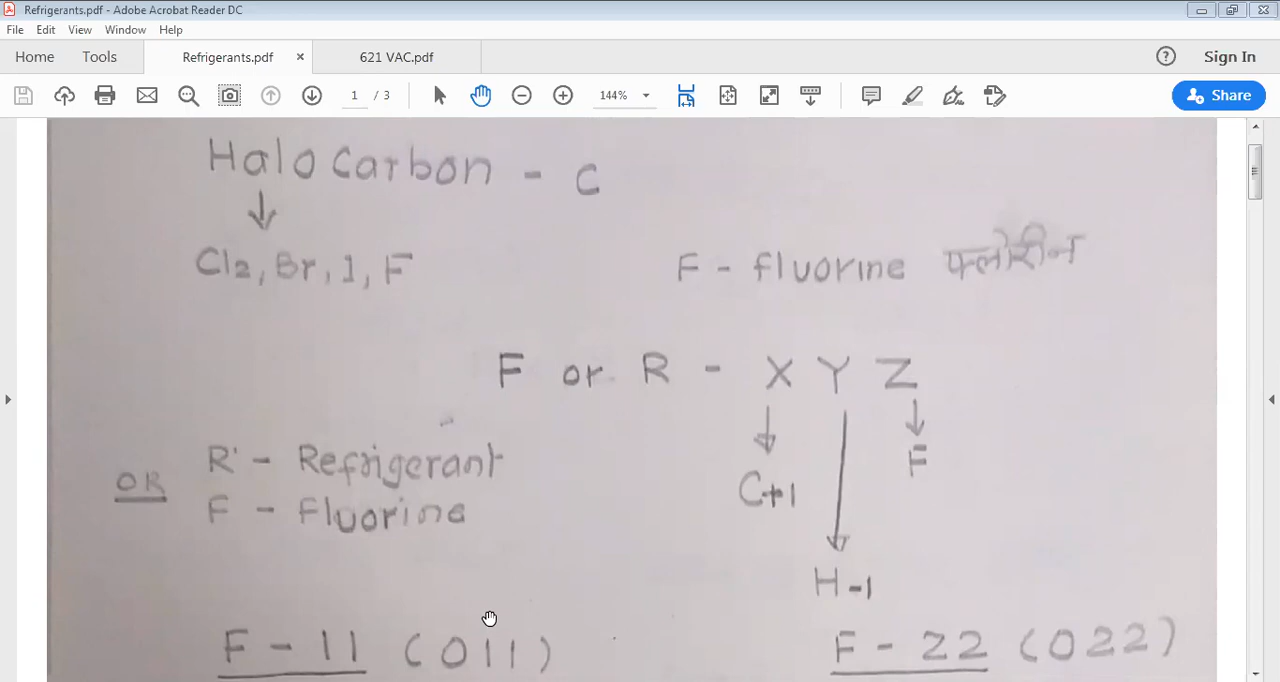 Refrigerants.pdf - Adobe Acrobat Reader DC
File Edit View Window Help
Home Tools Refrigerants.pdf × 621 VAC.pdf ? Sign In
1 / 3 144% Share
Halo Carbon - C
Cl2, Br, I, F
F - fluorine फ्लोरीन
F or R - X Y Z
C+1
F
H-1
OR
R' - Refrigerant
F - Fluorine
F - 11 (011)
F - 22 (022)